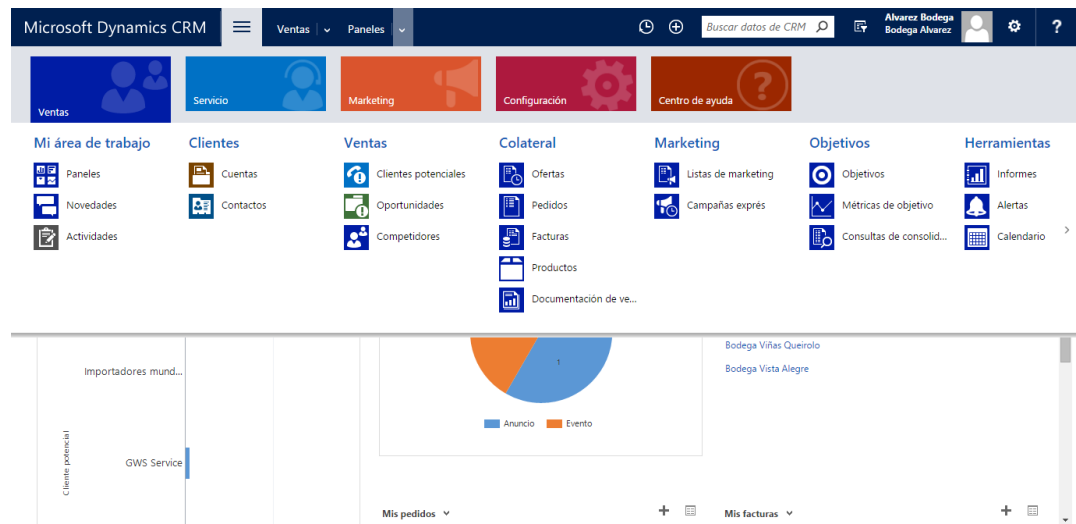 Microsoft Dynamics CRM
Ventas
Paneles
Buscar datos de CRM
Alvarez Bodega
Bodega Alvarez
?
Ventas
Servicio
Marketing
Configuración
Centro de ayuda
?
Mi área de trabajo
Paneles
Novedades
Actividades
Clientes
Cuentas
Contactos
Ventas
Clientes potenciales
Oportunidades
Competidores
Colateral
Ofertas
Pedidos
Facturas
Productos
Documentación de ve...
Marketing
Listas de marketing
Campañas exprés
Objetivos
Objetivos
Métricas de objetivo
Consultas de consolid...
Herramientas
Informes
Alertas
Calendario
Importadores mund...
GWS Service
Cliente potencial
1
Anuncio
Evento
Bodega Viñas Queirolo
Bodega Vista Alegre
Mis pedidos
Mis facturas